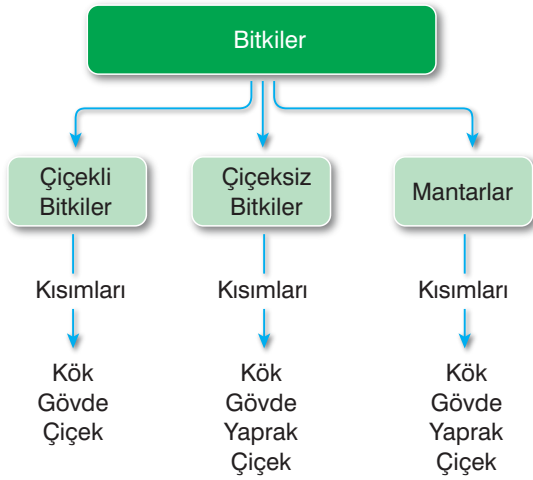 Bitkiler
Çiçekli
Bitkiler
Çiçeksiz
Bitkiler
Mantarlar
Kısımları
Kısımları
Kısımları
Kök
Gövde
Çiçek
Kök
Gövde
Yaprak
Çiçek
Kök
Gövde
Yaprak
Çiçek